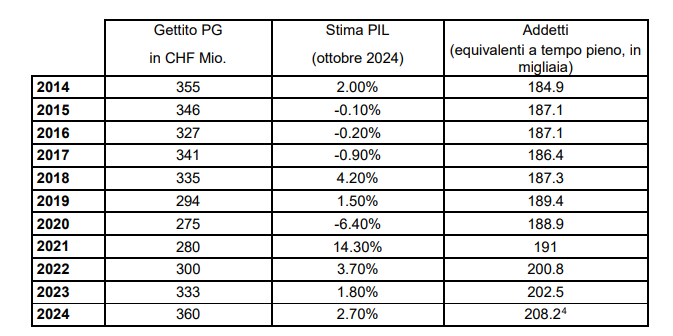 Gettito PG
in CHF Mio.
Stima PIL
(ottobre 2024)
Addetti
(equivalenti a tempo pieno, in
migliaia)
2014 355 2.00% 184.9
2015 346 -0.10% 187.1
2016 327 -0.20% 187.1
2017 341 -0.90% 186.4
2018 335 4.20% 187.3
2019 294 1.50% 189.4
2020 275 -6.40% 188.9
2021 280 14.30% 191
2022 300 3.70% 200.8
2023 333 1.80% 202.5
2024 360 2.70% 208.2⁴